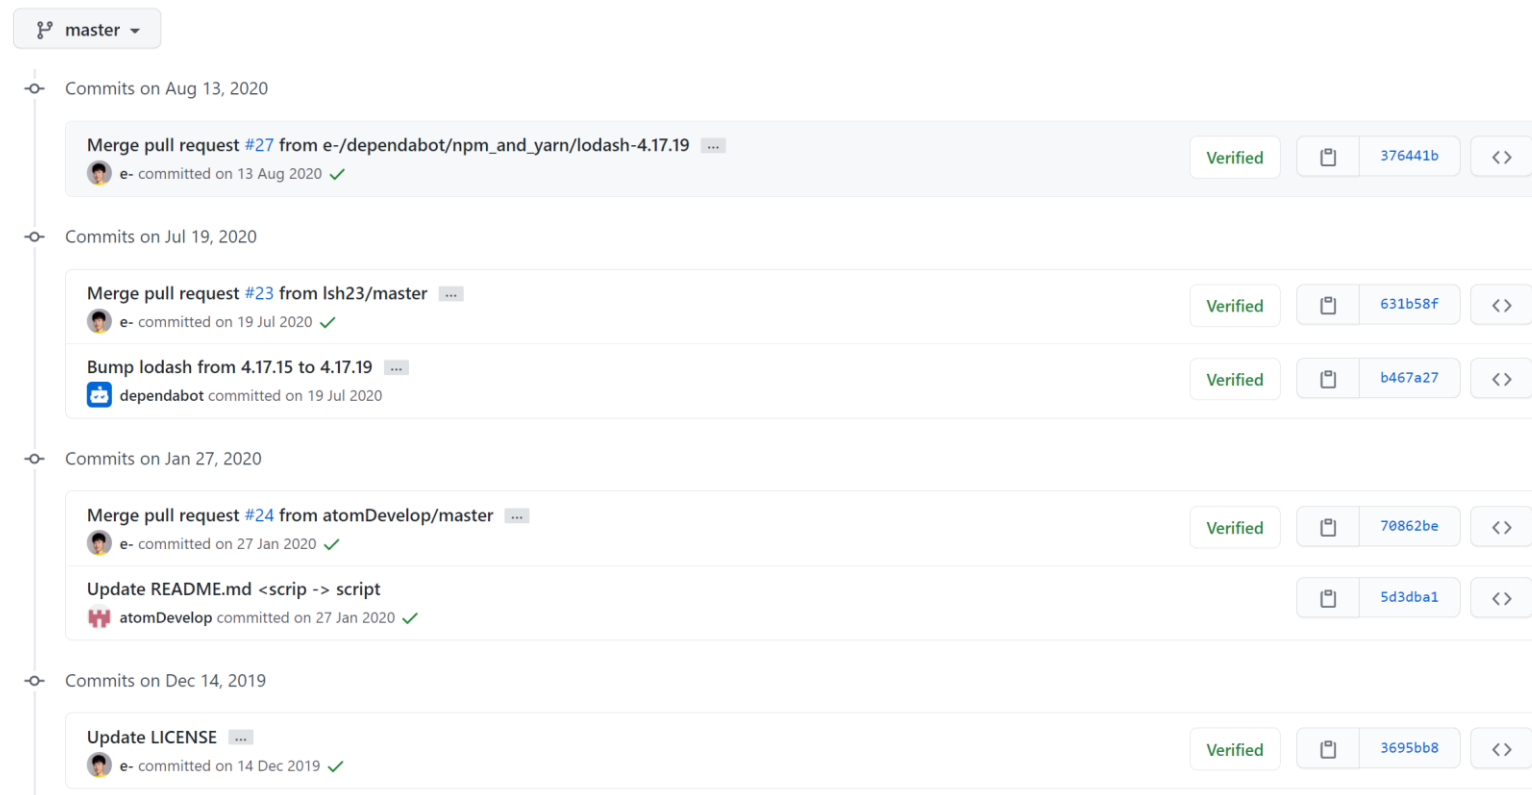 master
Commits on Aug 13, 2020
Merge pull request #27 from e-/dependabot/npm_and_yarn/lodash-4.17.19 ...
Verified
376441b
e- committed on 13 Aug 2020
Commits on Jul 19, 2020
Merge pull request #23 from lsh23/master ...
Verified
631b58f
e- committed on 19 Jul 2020
Bump lodash from 4.17.15 to 4.17.19 ...
Verified
b467a27
dependabot committed on 19 Jul 2020
Commits on Jan 27, 2020
Merge pull request #24 from atomDevelop/master ...
Verified
70862be
e- committed on 27 Jan 2020
Update README.md <scrip -> script
5d3dba1
atomDevelop committed on 27 Jan 2020
Commits on Dec 14, 2019
Update LICENSE ...
Verified
3695bb8
e- committed on 14 Dec 2019